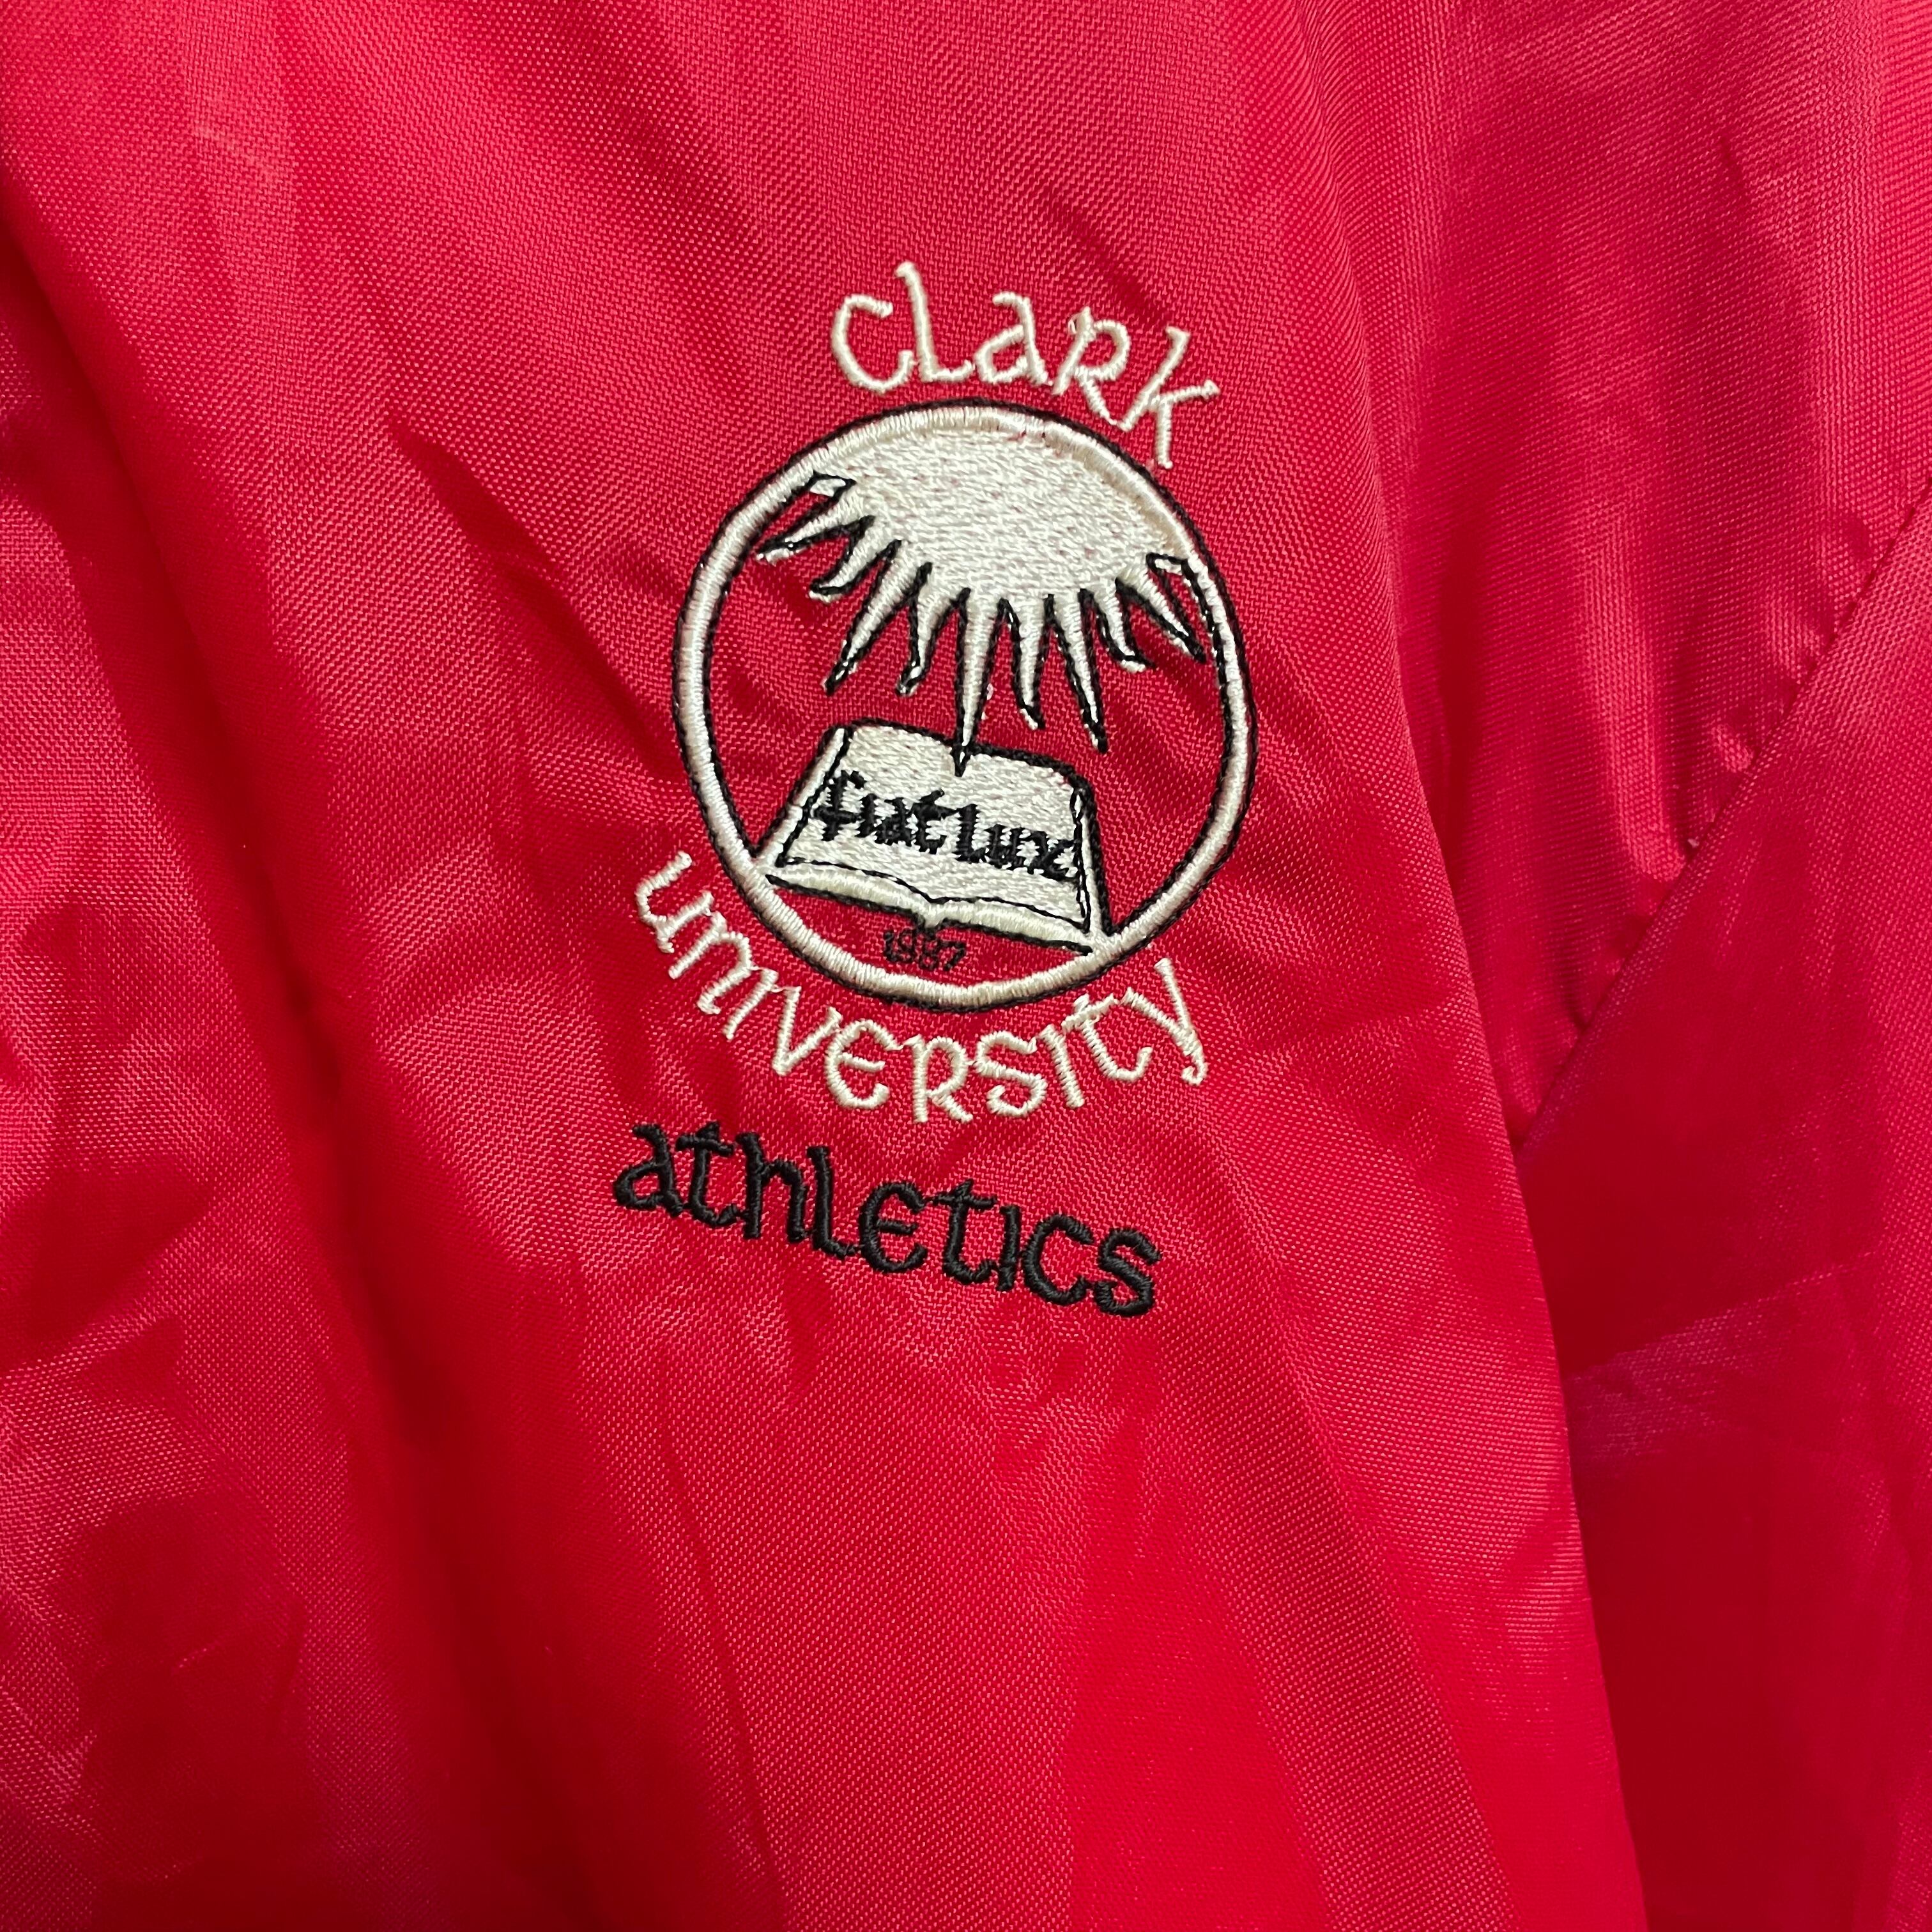 Clark
fiat lux
1887
University
athletics